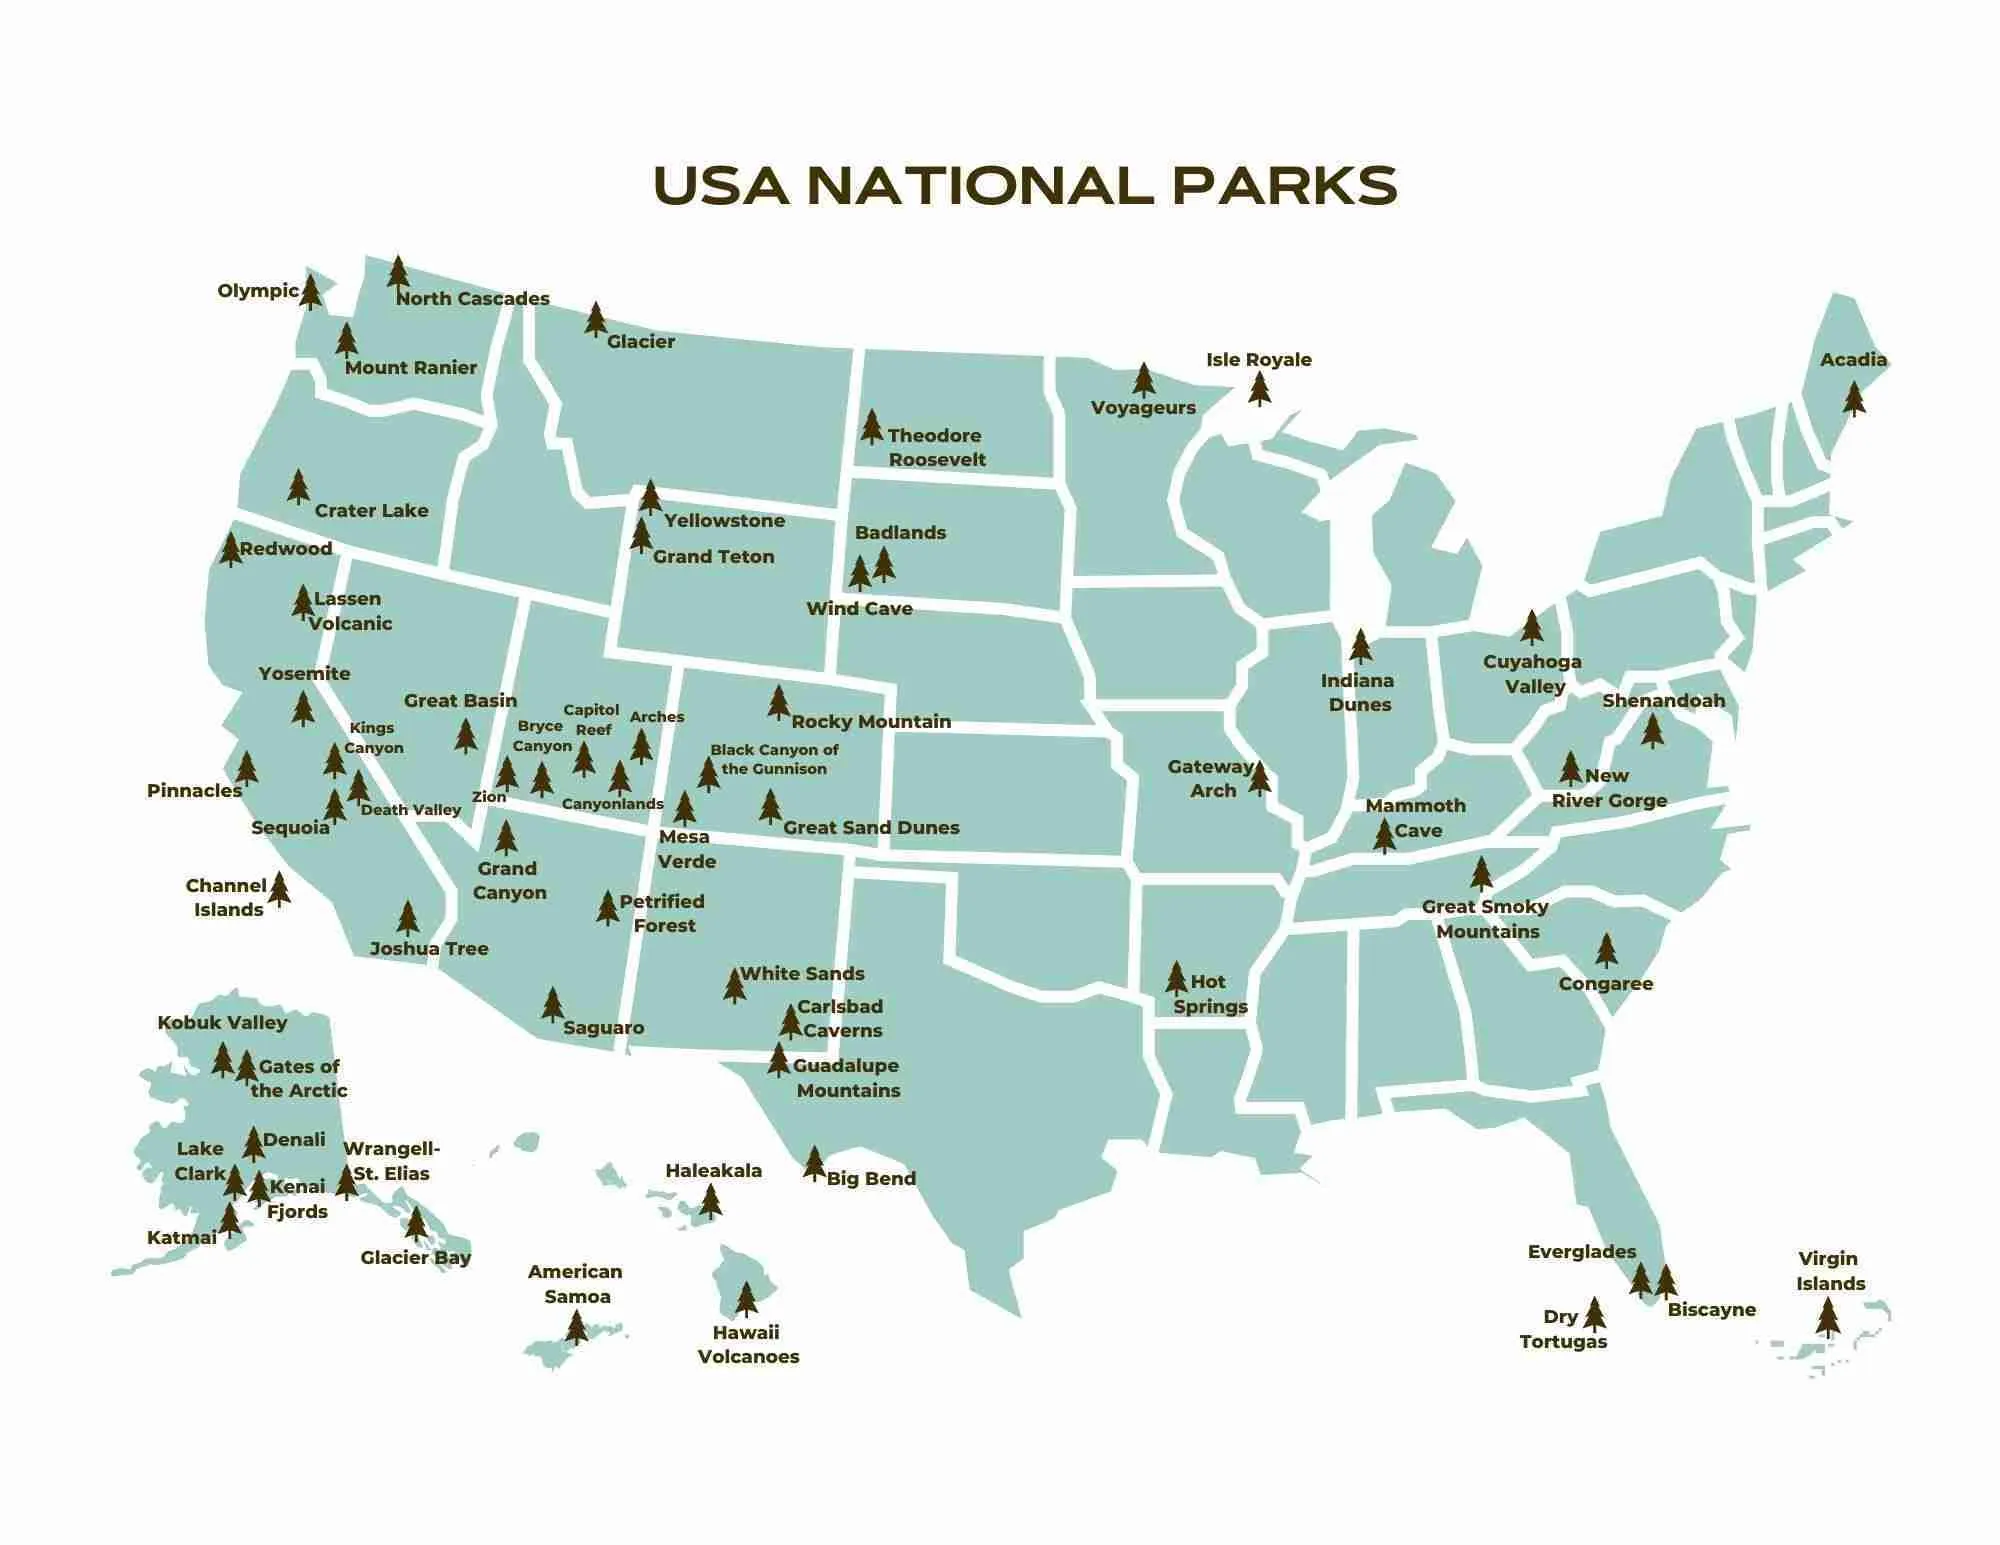 USA NATIONAL PARKS
Olympic
North Cascades
Glacier
Mount Ranier
Isle Royale
Acadia
Voyageurs
Theodore
Roosevelt
Crater Lake
Yellowstone
Badlands
Redwood
Grand Teton
Lassen
Volcanic
Wind Cave
Yosemite
Great Basin
Indiana
Dunes
Cuyahoga
Valley
Shenandoah
Kings
Canyon
Bryce
Canyon
Capitol
Reef
Arches
Rocky Mountain
Black Canyon of
the Gunnison
Gateway
Arch
New
River Gorge
Pinnacles
Death Valley
Zion
Canyonlands
Mammoth
Cave
Sequoia
Mesa
Verde
Great Sand Dunes
Channel
Islands
Grand
Canyon
Petrified
Forest
Great Smoky
Mountains
Joshua Tree
White Sands
Hot
Springs
Congaree
Saguaro
Carlsbad
Caverns
Kobuk Valley
Gates of
the Arctic
Guadalupe
Mountains
Denali
Lake
Clark
Wrangell-
St. Elias
Kenai
Fjords
Haleakala
Big Bend
Katmai
Glacier Bay
American
Samoa
Hawaii
Volcanoes
Everglades
Biscayne
Dry
Tortugas
Virgin
Islands